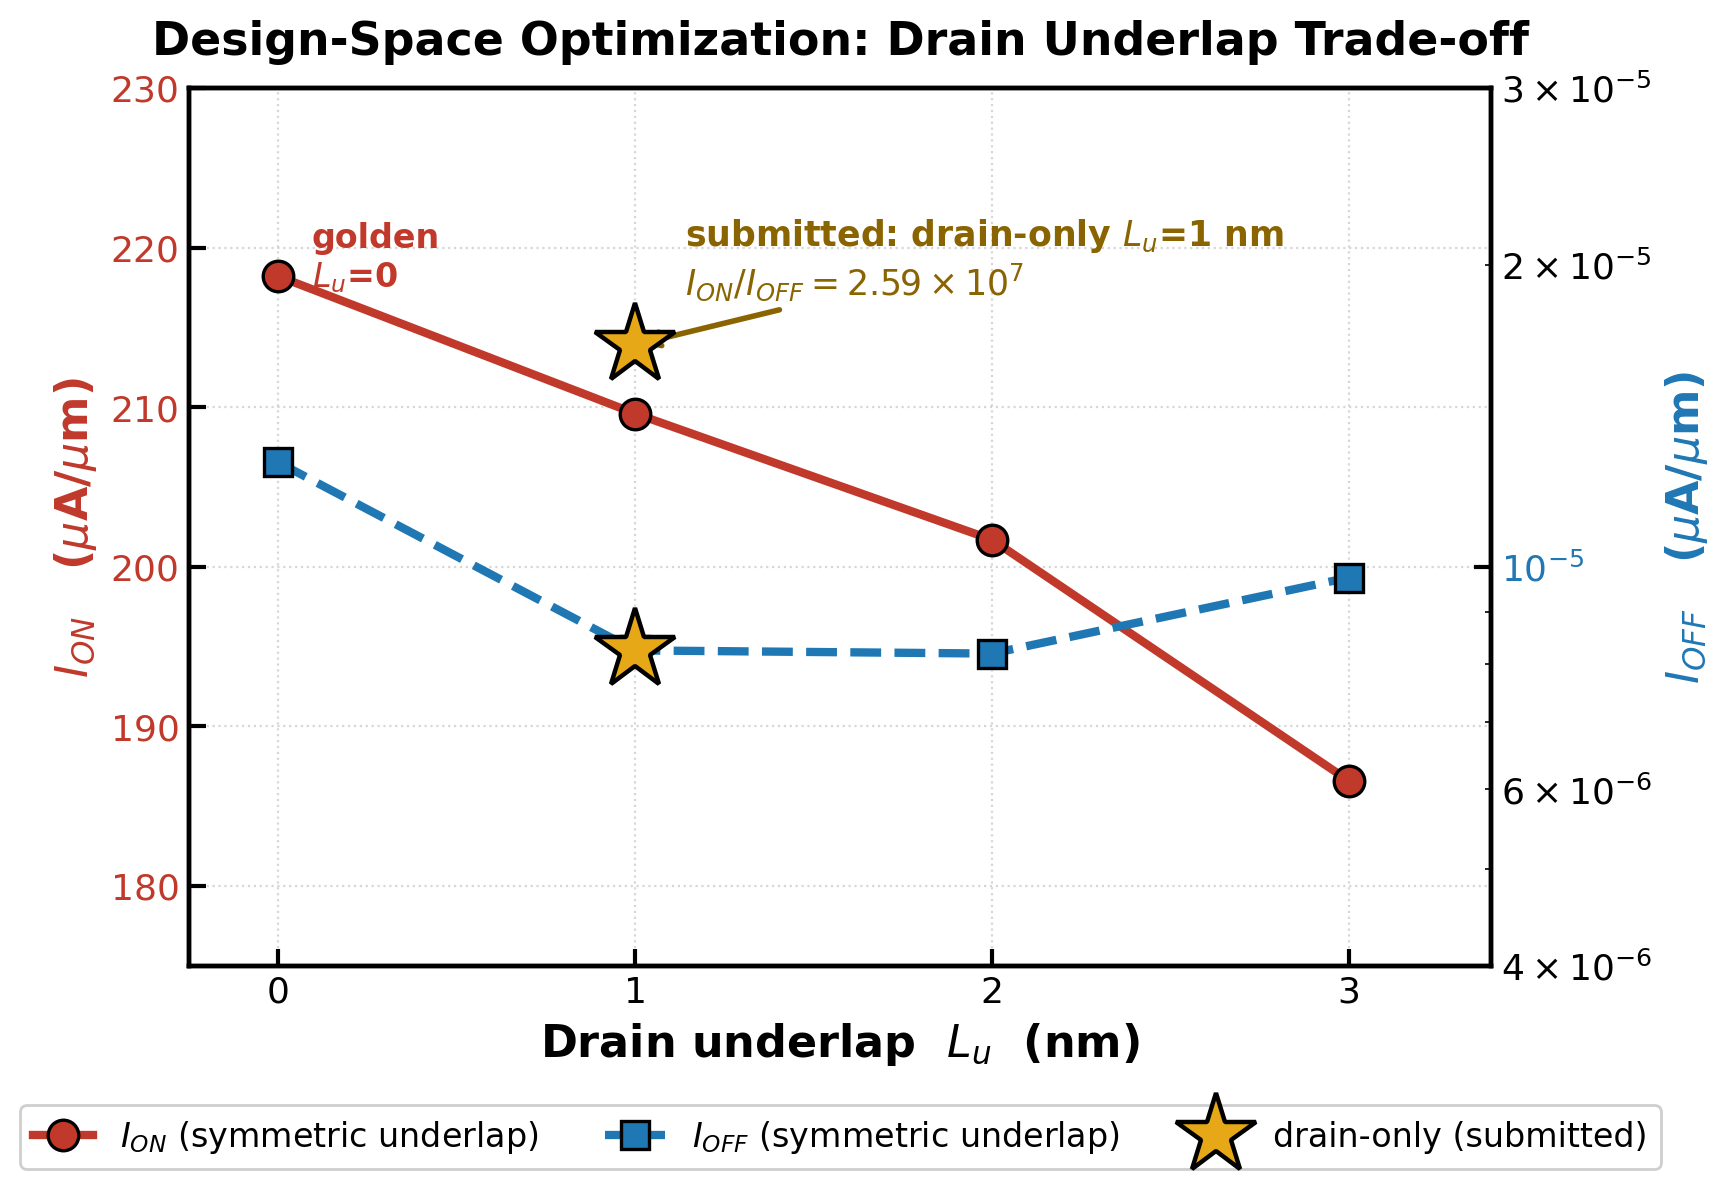 Design-Space Optimization: Drain Underlap Trade-off
230
220
210
200
190
180
I_ON (μA/μm)
golden
L_u=0
submitted: drain-only L_u=1 nm
I_ON/I_OFF = 2.59 × 10⁷
3 × 10⁻⁵
2 × 10⁻⁵
10⁻⁵
6 × 10⁻⁶
4 × 10⁻⁶
I_OFF (μA/μm)
0 1 2 3
Drain underlap L_u (nm)
I_ON (symmetric underlap)
I_OFF (symmetric underlap)
drain-only (submitted)